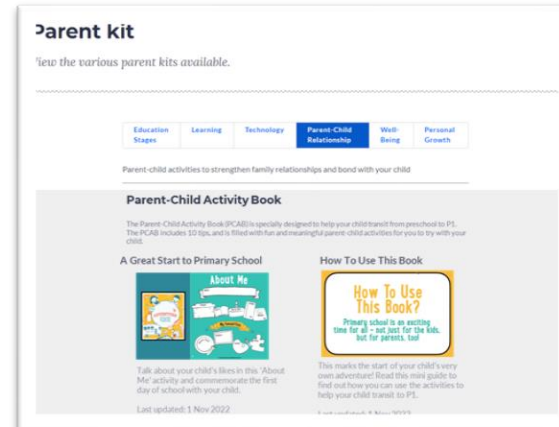 Parent kit
View the various parent kits available.
Education Stages
Learning
Technology
Parent-Child Relationship
Well-Being
Personal Growth
Parent-child activities to strengthen family relationships and bond with your child
Parent-Child Activity Book
The Parent-Child Activity Book (PCAB) is specially designed to help your child transit from preschool to P1.
The PCAB includes 10 tips, and is filled with fun and meaningful parent-child activities for you to try with your
child.
A Great Start to Primary School
About Me
Talk about your child's likes in this 'About
Me' activity and commemorate the first
day of school with your child.
Last updated: 1 Nov 2022
How To Use This Book
How To Use
This Book?
Primary school is an exciting
time for all – not just for the kids,
but for parents, too!
This marks the start of your child's very
own adventure! Read this mini guide to
find out how you can use the activities to
help your child transit to P1.
Last updated: 1 Nov 2022